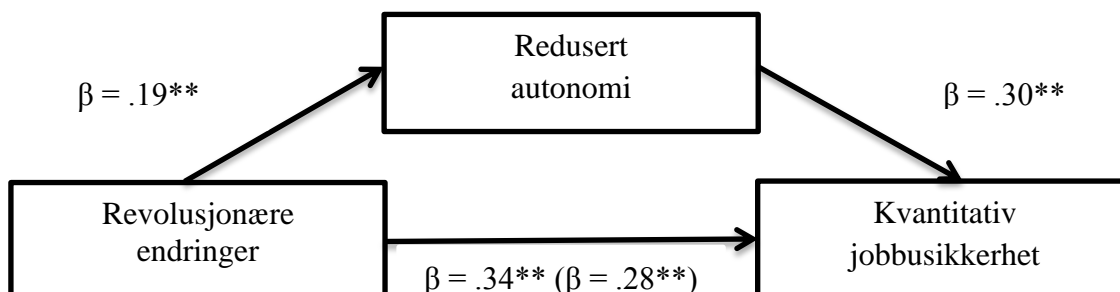 Redusert
autonomi
β = .19**
β = .30**
Revolusjonære
endringer
Kvantitativ
jobbusikkerhet
β = .34** (β = .28**)